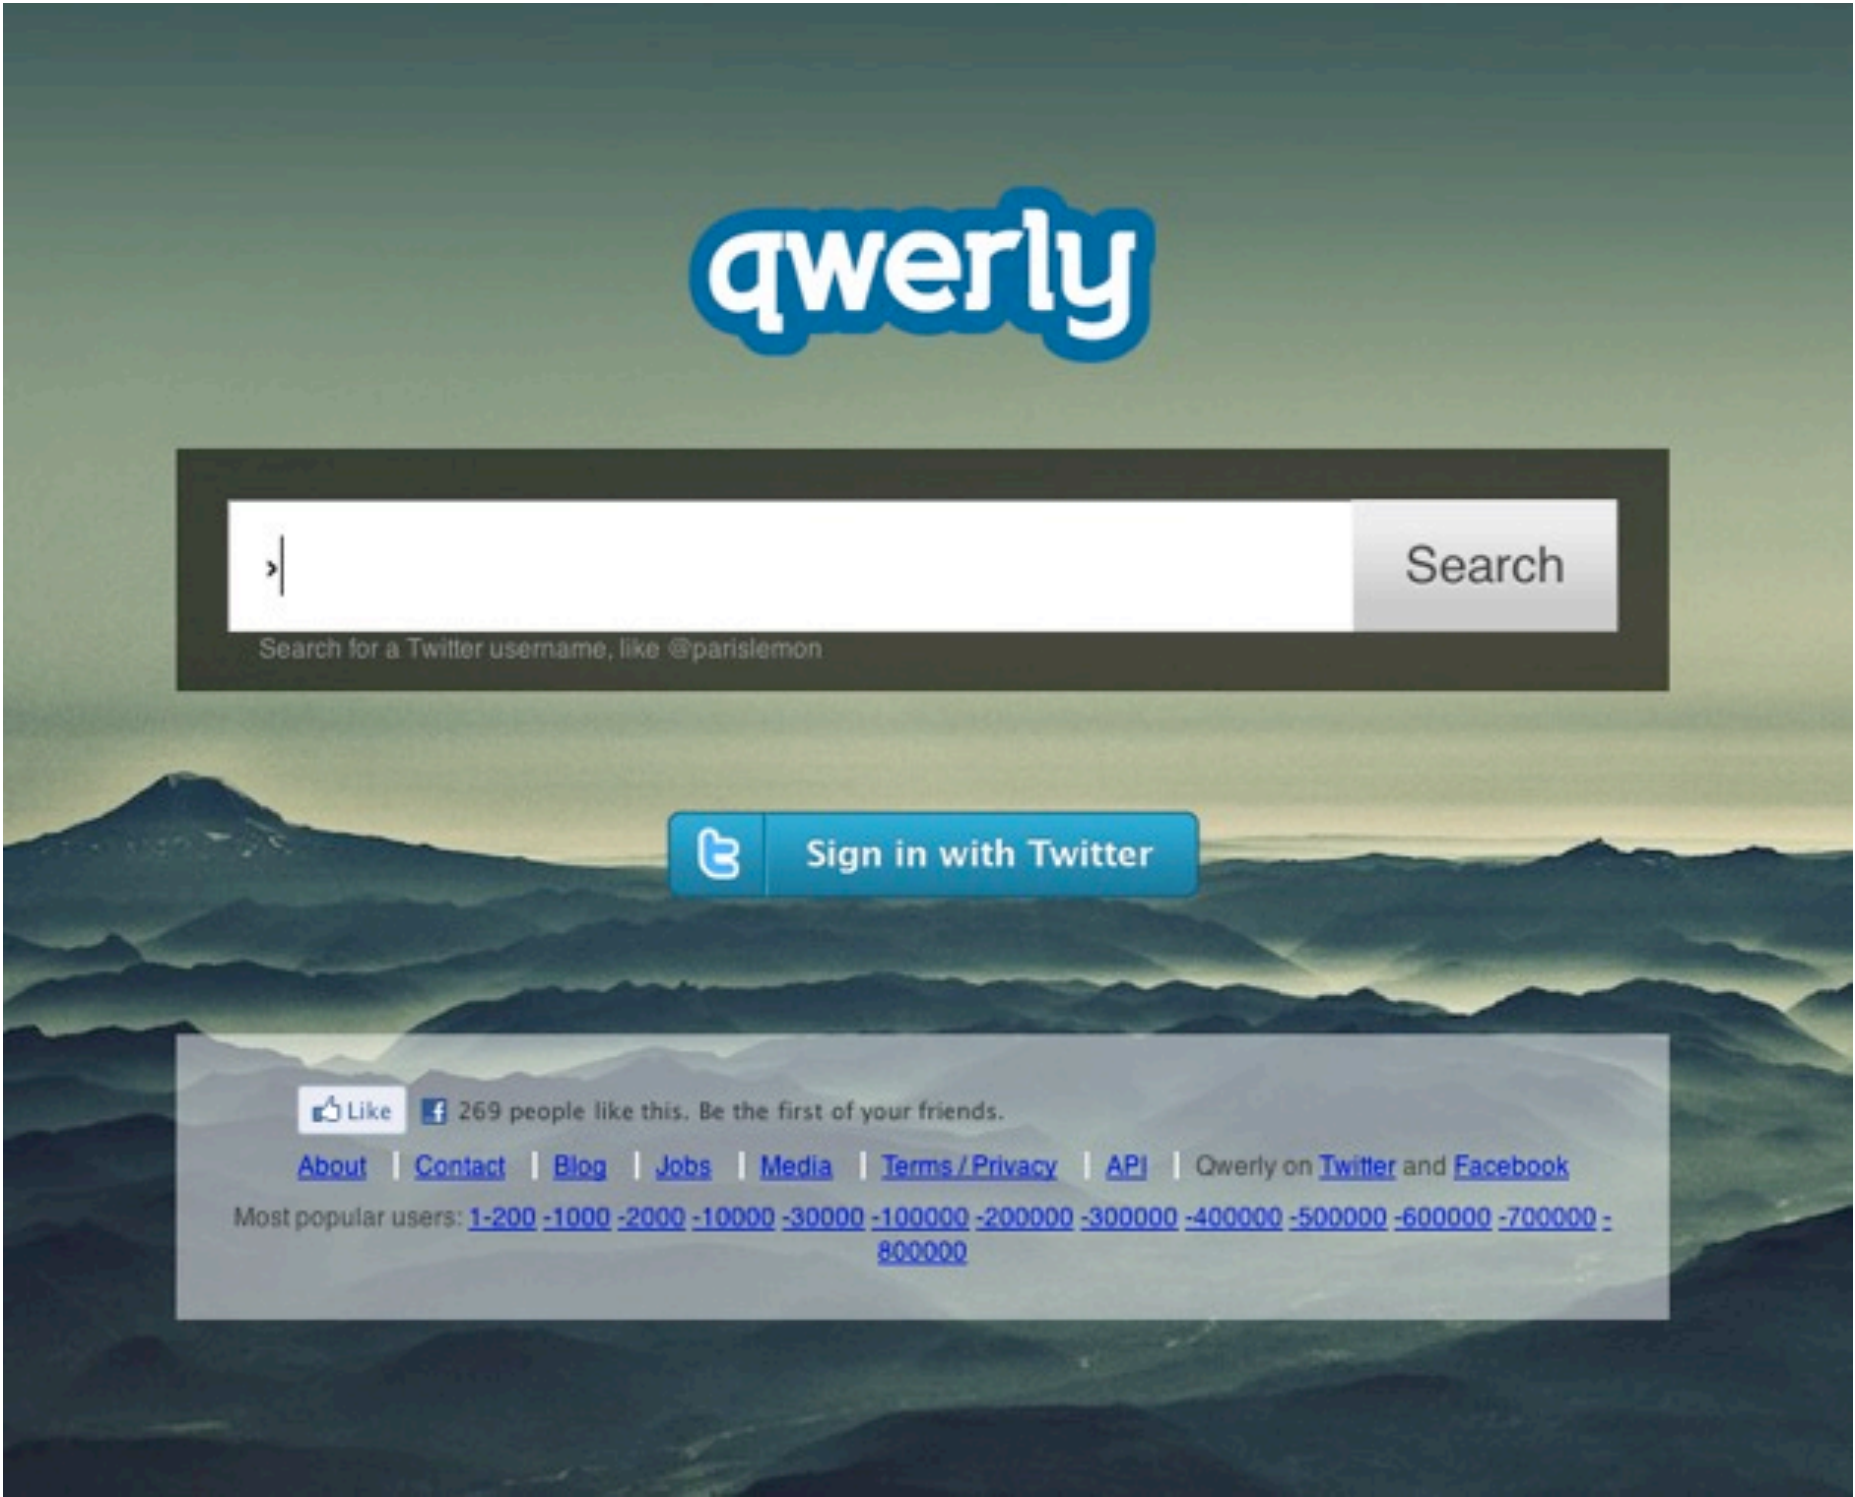 qwerly
›
Search
Search for a Twitter username, like @parislemon
Sign in with Twitter
Like 269 people like this. Be the first of your friends.
About | Contact | Blog | Jobs | Media | Terms / Privacy | API | Qwerly on Twitter and Facebook
Most popular users: 1-200 -1000 -2000 -10000 -30000 -100000 -200000 -300000 -400000 -500000 -600000 -700000 -
800000